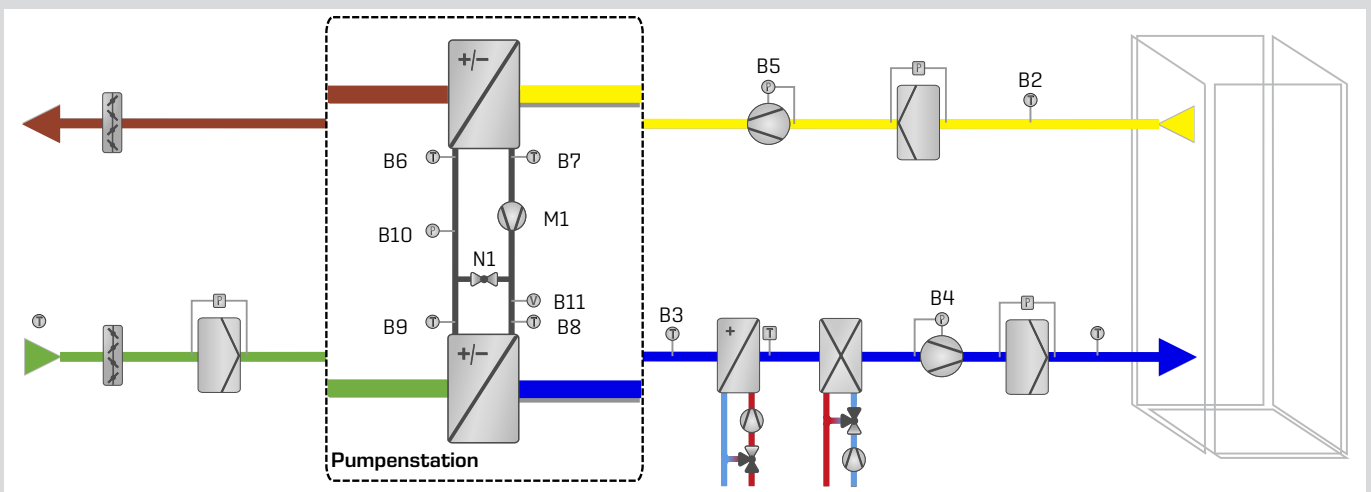 +/−
P
B5
P
B2
T
B6
T
T
B7
B10
P
M1
N1
V
B11
B9
T
T
B8
+/−
T
P
B3
T
+
T
B4
P
P
T
Pumpenstation